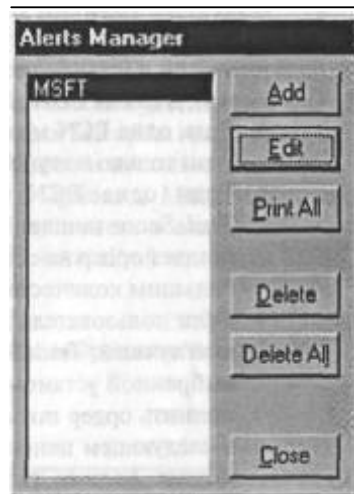 Alerts Manager
MSFT
Add
Edit
Print All
Delete
Delete All
Close